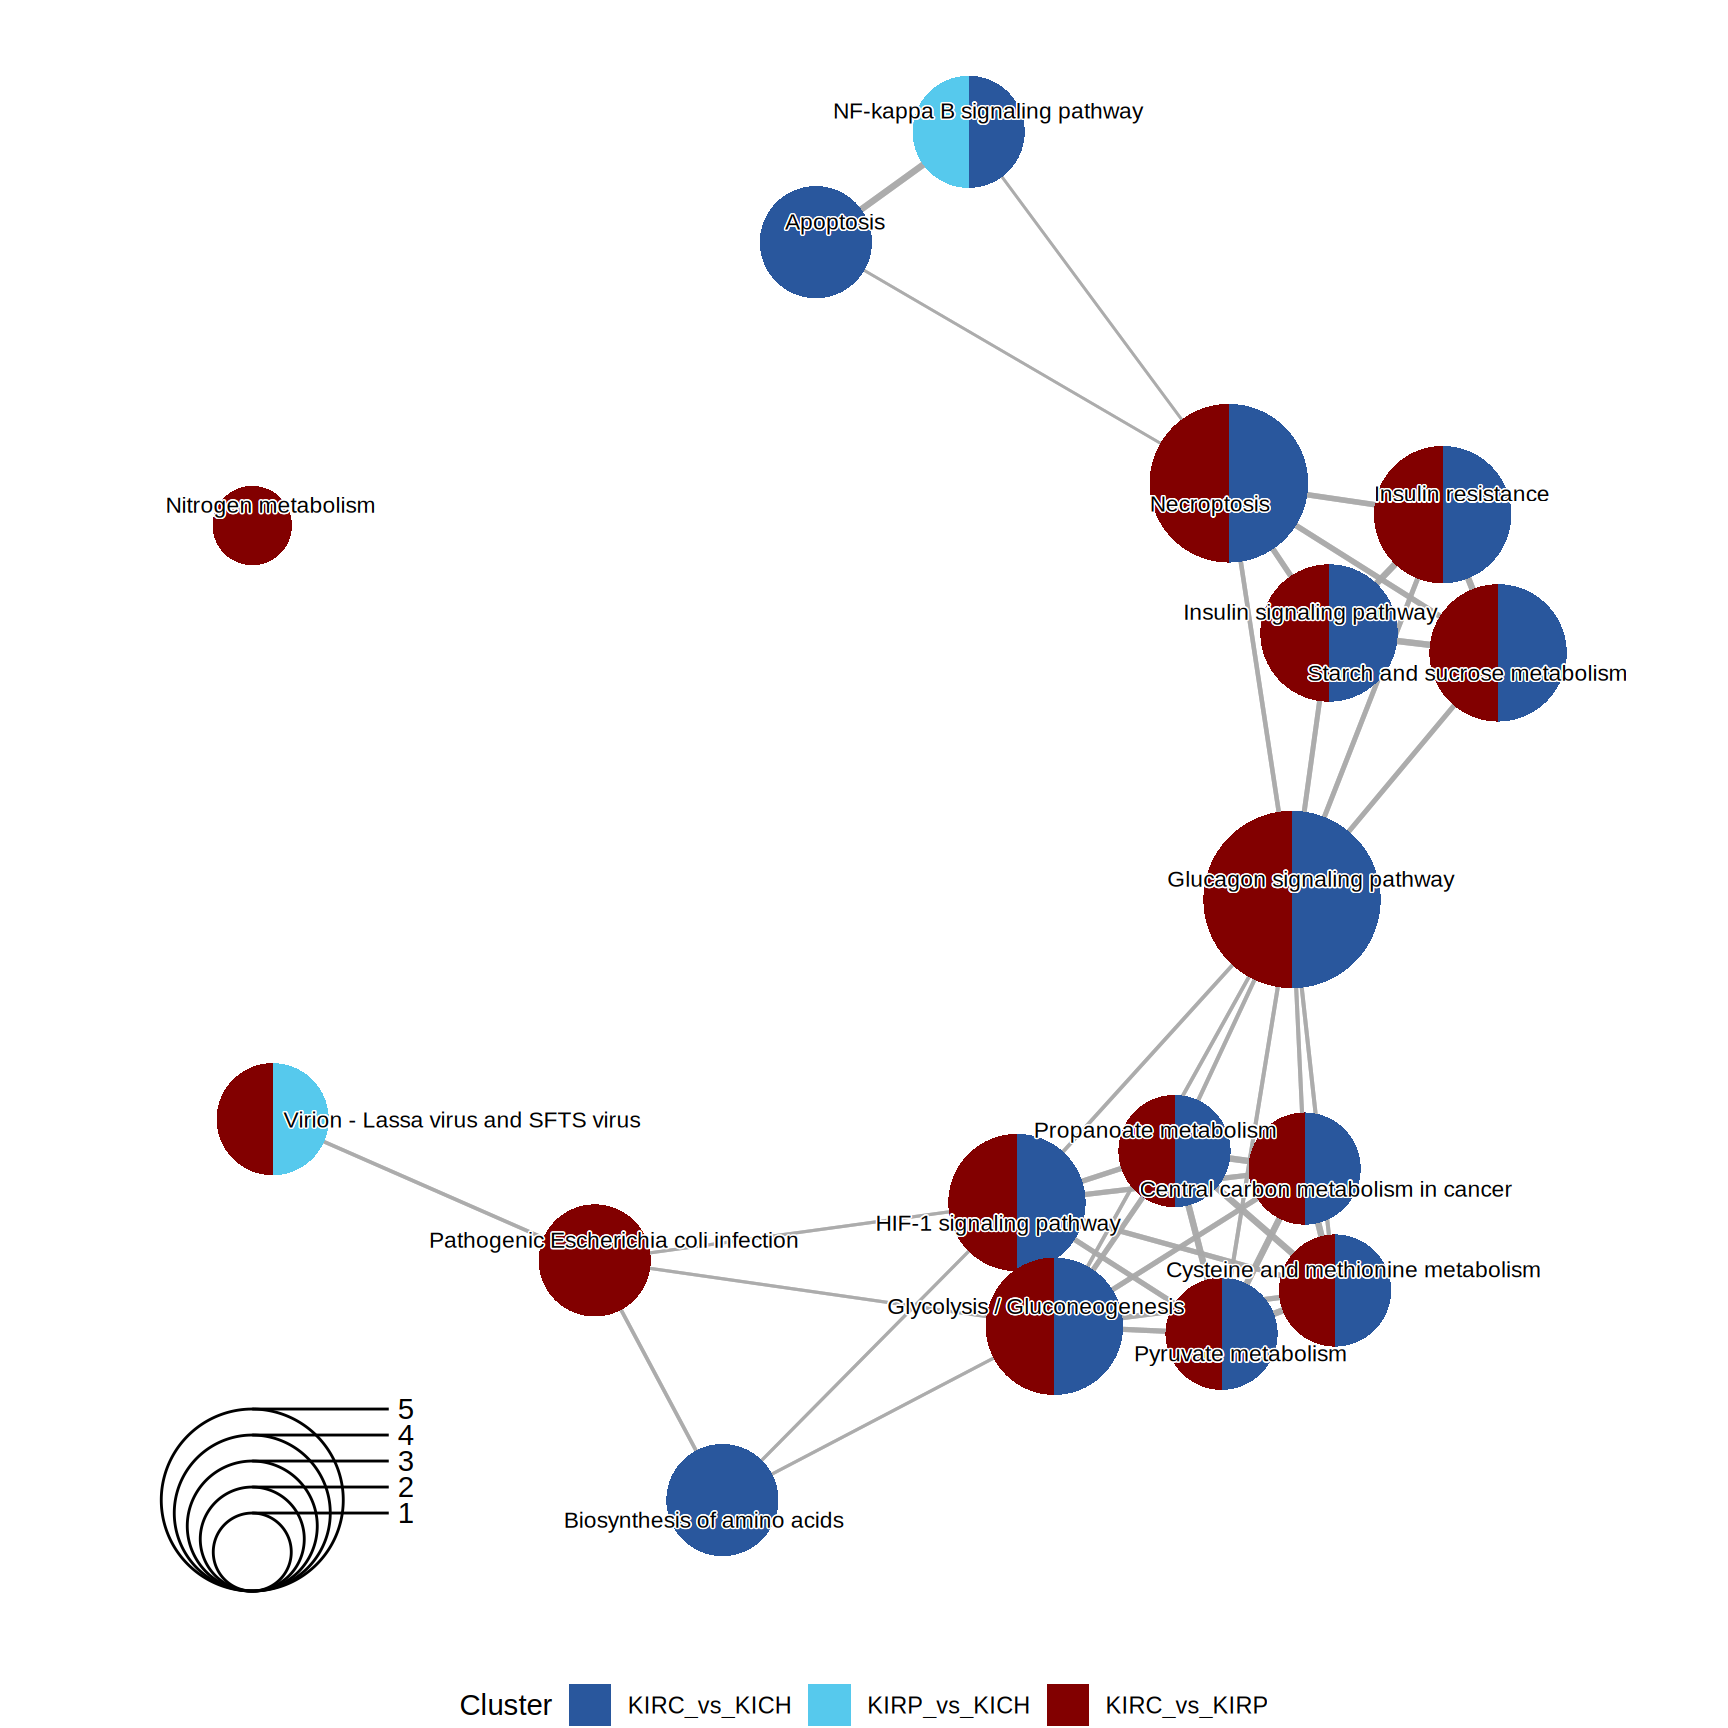 NF-kappa B signaling pathway
Apoptosis
Nitrogen metabolism
Necroptosis
Insulin resistance
Insulin signaling pathway
Starch and sucrose metabolism
Glucagon signaling pathway
Virion - Lassa virus and SFTS virus
Propanoate metabolism
Central carbon metabolism in cancer
HIF-1 signaling pathway
Pathogenic Escherichia coli infection
Cysteine and methionine metabolism
Glycolysis / Gluconeogenesis
Pyruvate metabolism
5
4
3
2
1
Biosynthesis of amino acids
Cluster KIRC_vs_KICH KIRP_vs_KICH KIRC_vs_KIRP